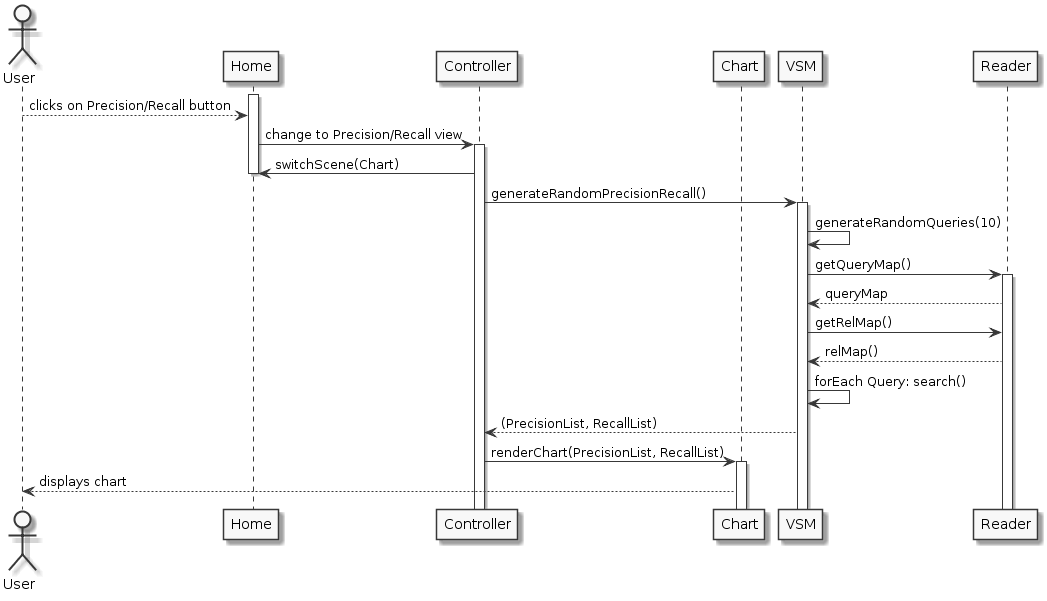 User
Home
Controller
Chart
VSM
Reader
clicks on Precision/Recall button
change to Precision/Recall view
switchScene(Chart)
generateRandomPrecisionRecall()
generateRandomQueries(10)
getQueryMap()
queryMap
getRelMap()
relMap()
forEach Query: search()
(PrecisionList, RecallList)
renderChart(PrecisionList, RecallList)
displays chart
User
Home
Controller
Chart
VSM
Reader